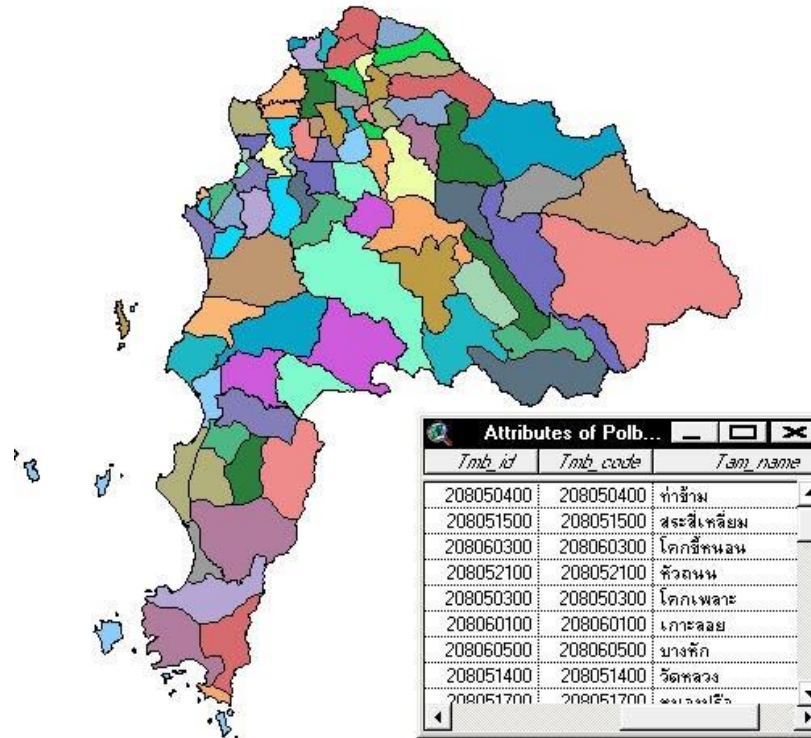 Attributes of Polb...
Tmb_id Tmb_code Tam_name
208050400 208050400 ท่าข้าม
208051500 208051500 สระสี่เหลี่ยม
208060300 208060300 โคกขี้หนอน
208052100 208052100 หัวถนน
208050300 208050300 โคกเพลาะ
208060100 208060100 เกาะลอย
208060500 208060500 บางหัก
208051400 208051400 วัดหลวง
208051700 208051700